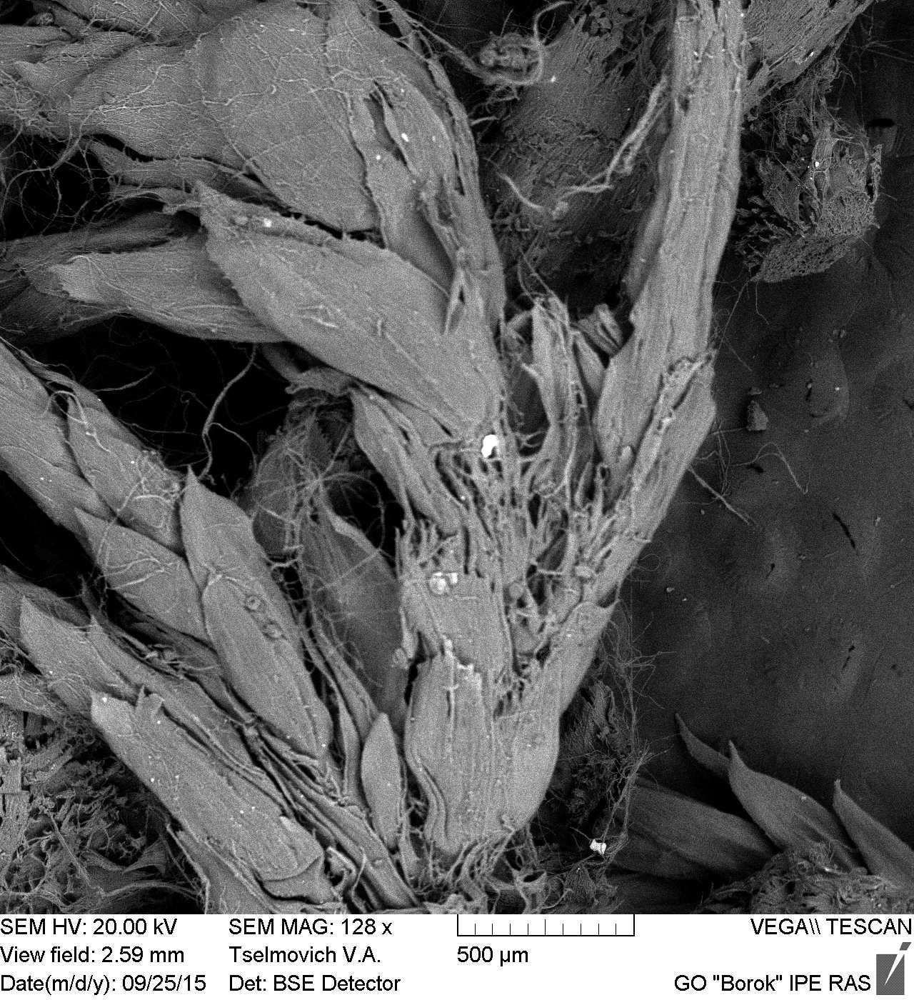 SEM HV: 20.00 kV SEM MAG: 128 x VEGA\\ TESCAN
View field: 2.59 mm Tselmovich V.A. 500 µm
Date(m/d/y): 09/25/15 Det: BSE Detector GO "Borok" IPE RAS